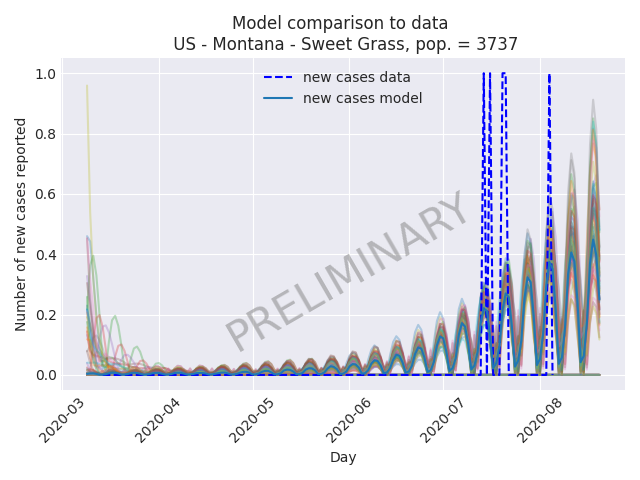 Model comparison to data
US - Montana - Sweet Grass, pop. = 3737
new cases data
new cases model
PRELIMINARY
Number of new cases reported
1.0
0.8
0.6
0.4
0.2
0.0
2020-03
2020-04
2020-05
2020-06
2020-07
2020-08
Day